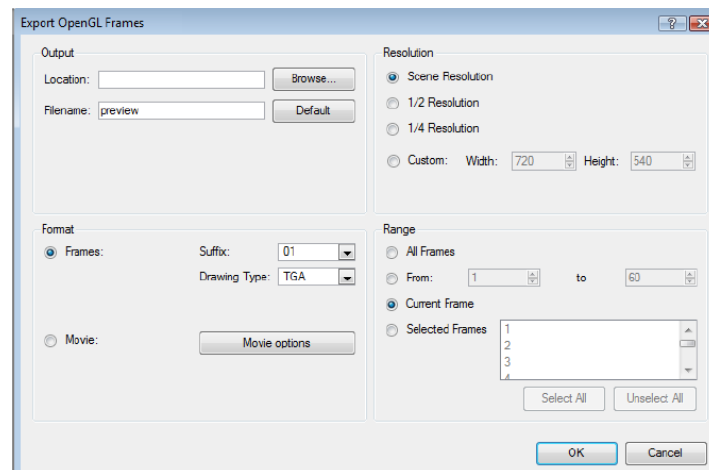 Export OpenGL Frames
Output
Location: Browse...
Filename: preview Default
Resolution
Scene Resolution
1/2 Resolution
1/4 Resolution
Custom: Width: 720 Height: 540
Format
Frames: Suffix: 01
Drawing Type: TGA
Movie: Movie options
Range
All Frames
From: 1 to 60
Current Frame
Selected Frames 1
2
3
4
Select All Unselect All
OK Cancel